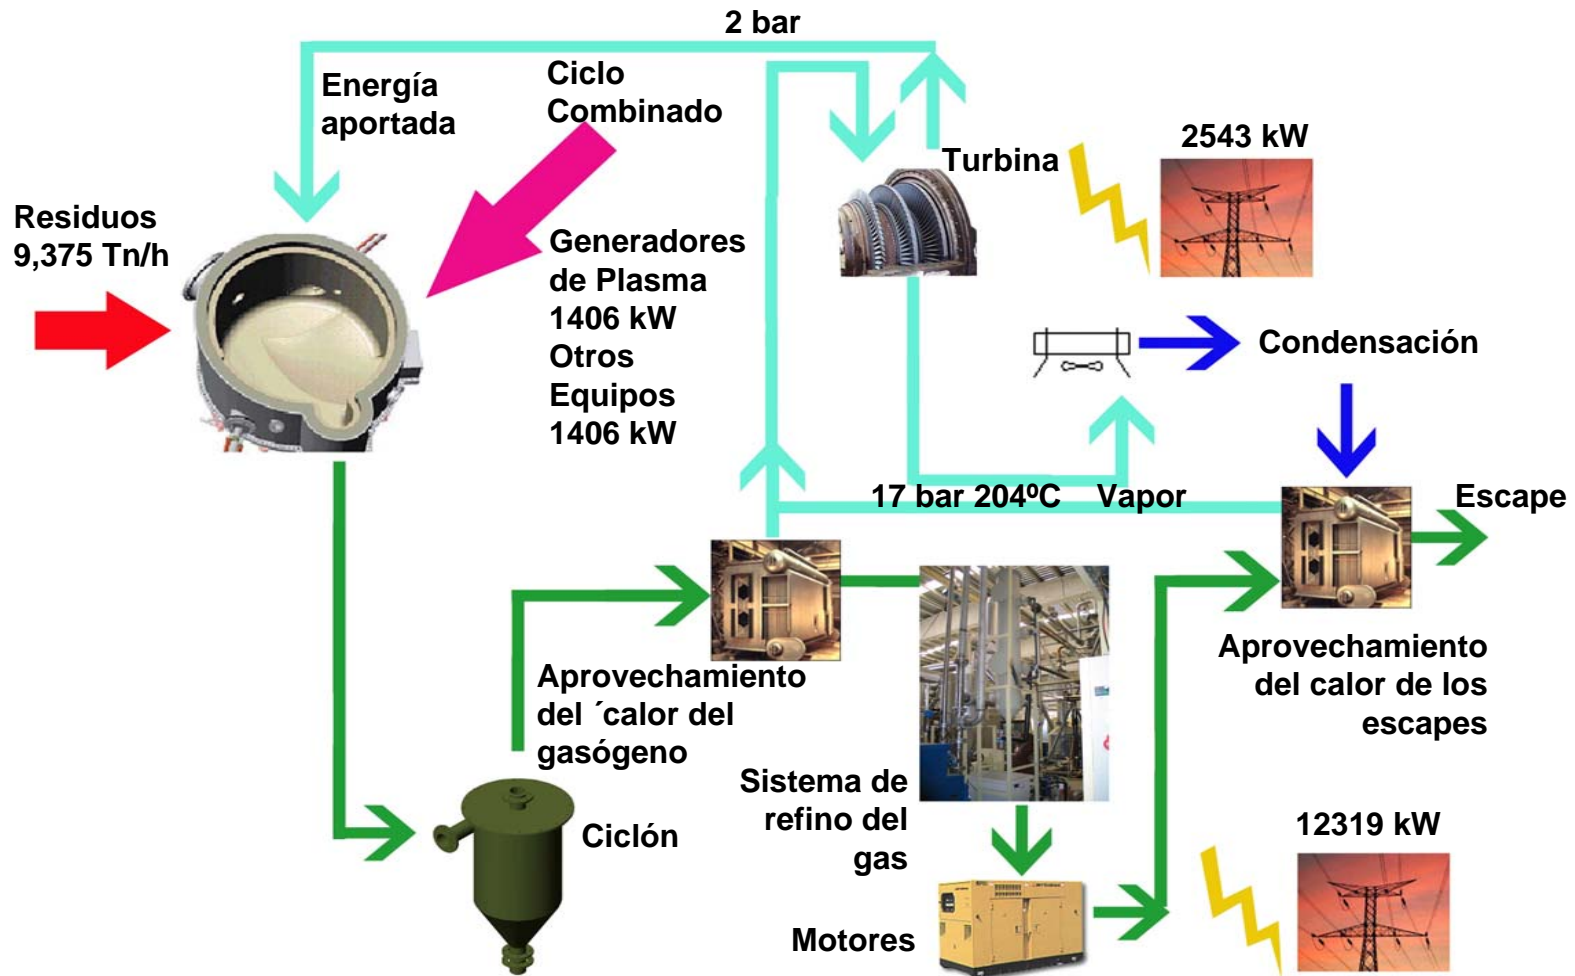 2 bar
Energía
aportada
Ciclo
Combinado
Turbina
2543 kW
Residuos
9,375 Tn/h
Generadores
de Plasma
1406 kW
Otros
Equipos
1406 kW
Condensación
17 bar 204ºC Vapor
Escape
Aprovechamiento
del ´calor del
gasógeno
Aprovechamiento
del calor de los
escapes
Sistema de
refino del
gas
Ciclón
12319 kW
Motores